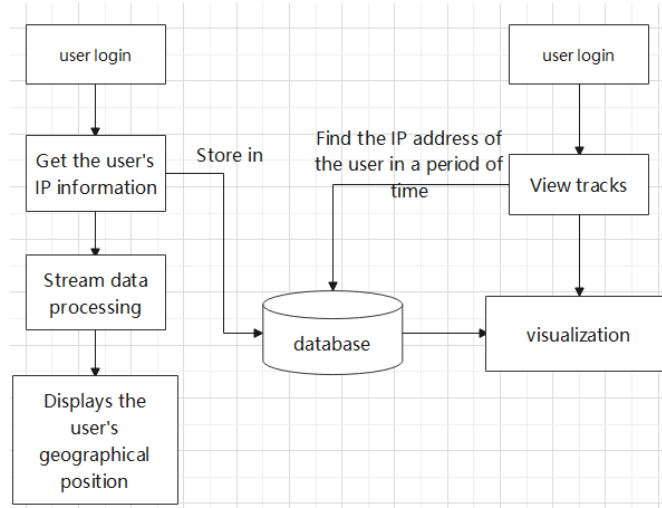 user login
Get the user's
IP information
Stream data
processing
Displays the
user's
geographical
position
Store in
database
Find the IP address of
the user in a period of
time
user login
View tracks
visualization